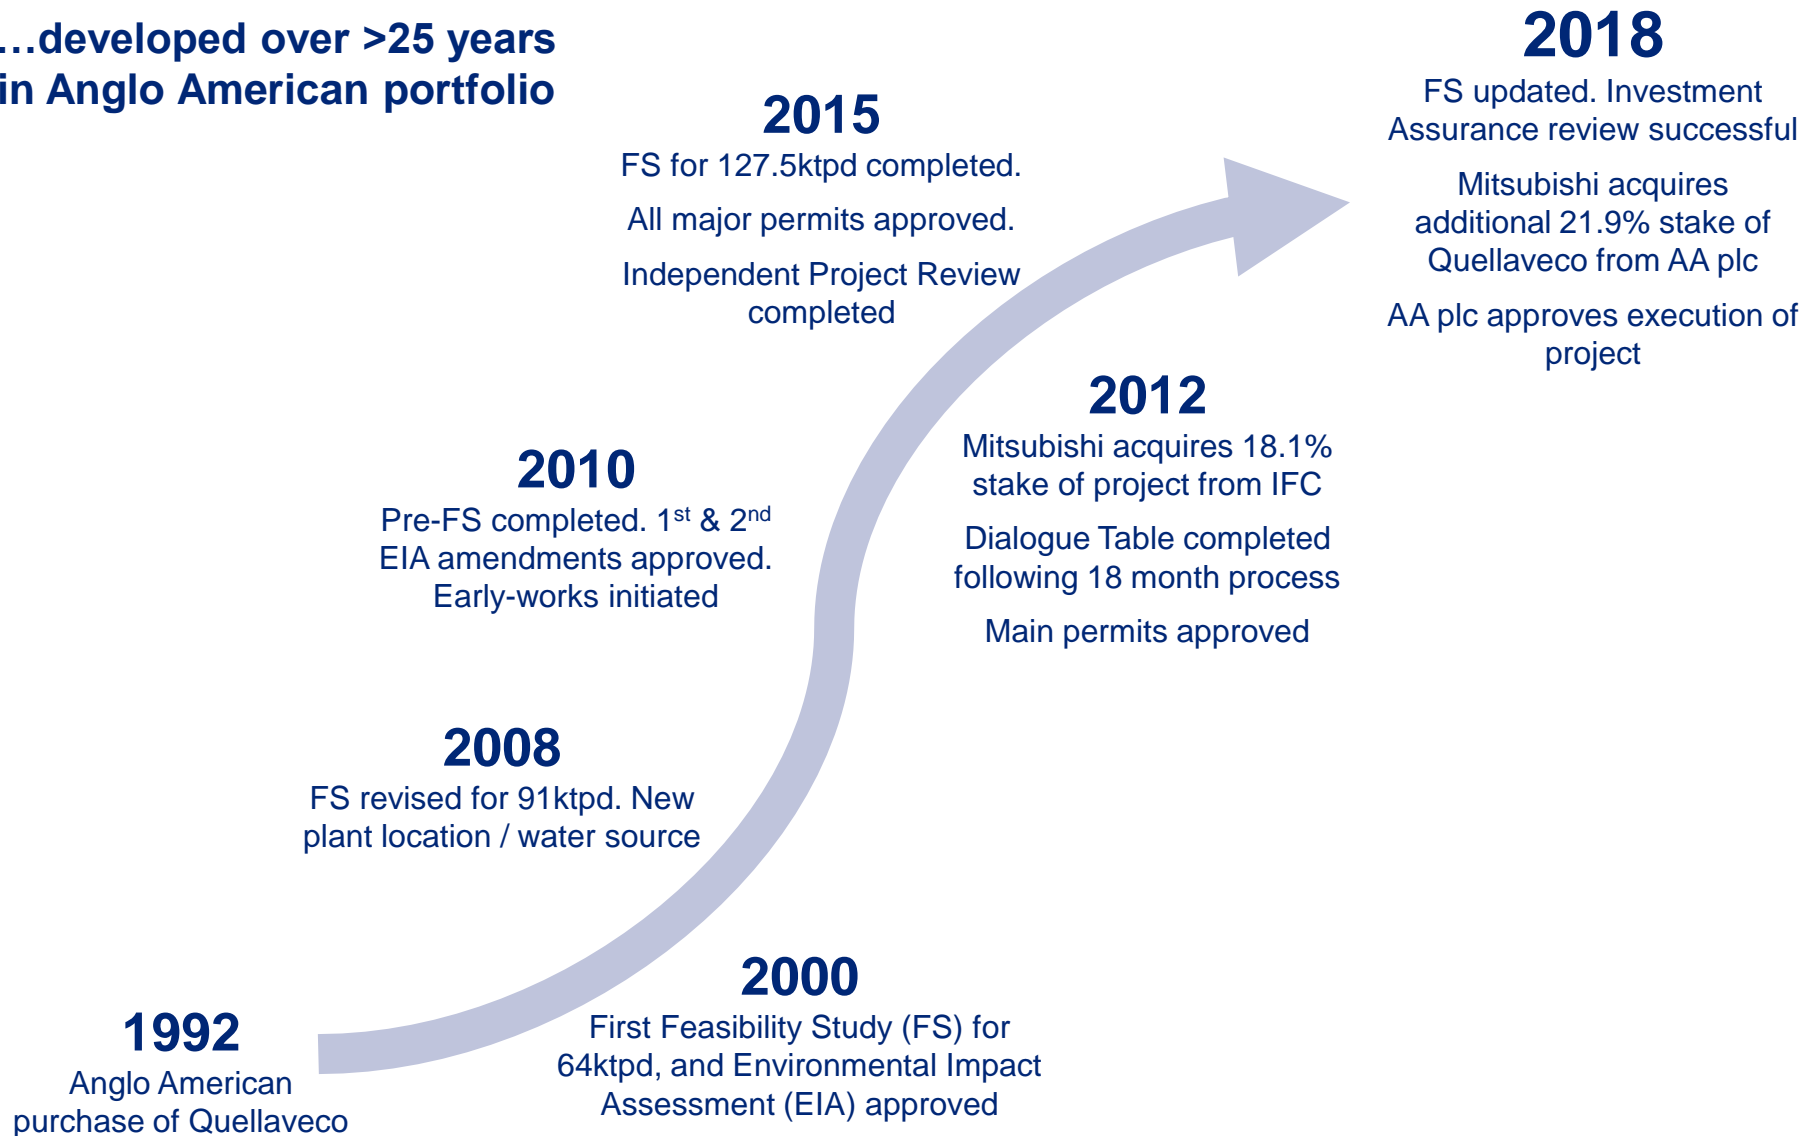 …developed over >25 years
in Anglo American portfolio
2018
FS updated. Investment
Assurance review successful
Mitsubishi acquires
additional 21.9% stake of
Quellaveco from AA plc
AA plc approves execution of
project
2015
FS for 127.5ktpd completed.
All major permits approved.
Independent Project Review
completed
2012
Mitsubishi acquires 18.1%
stake of project from IFC
Dialogue Table completed
following 18 month process
Main permits approved
2010
Pre-FS completed. 1st & 2nd
EIA amendments approved.
Early-works initiated
2008
FS revised for 91ktpd. New
plant location / water source
2000
First Feasibility Study (FS) for
64ktpd, and Environmental Impact
Assessment (EIA) approved
1992
Anglo American
purchase of Quellaveco